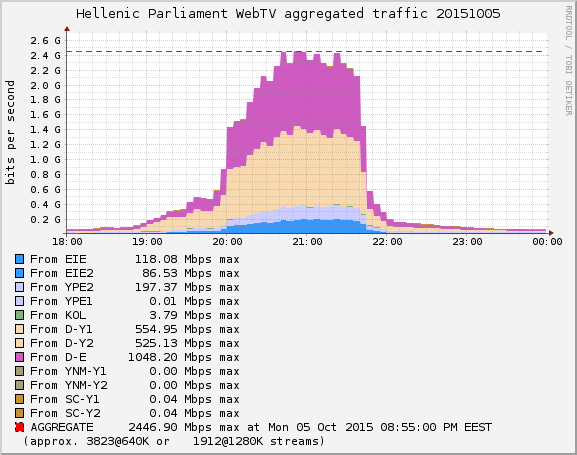 Hellenic Parliament WebTV aggregated traffic 20151005
RRDTOOL / TOBI OETIKER
bits per second
2.6 G
2.4 G
2.2 G
2.0 G
1.8 G
1.6 G
1.4 G
1.2 G
1.0 G
0.8 G
0.6 G
0.4 G
0.2 G
18:00 19:00 20:00 21:00 22:00 23:00 00:00
From EIE 118.08 Mbps max
From EIE2 86.53 Mbps max
From YPE2 197.37 Mbps max
From YPE1 0.01 Mbps max
From KOL 3.79 Mbps max
From D-Y1 554.95 Mbps max
From D-Y2 525.13 Mbps max
From D-E 1048.20 Mbps max
From YNM-Y1 0.00 Mbps max
From YNM-Y2 0.00 Mbps max
From SC-Y1 0.04 Mbps max
From SC-Y2 0.04 Mbps max
AGGREGATE 2446.90 Mbps max at Mon 05 Oct 2015 08:55:00 PM EEST
(approx. 3823@640K or 1912@1280K streams)